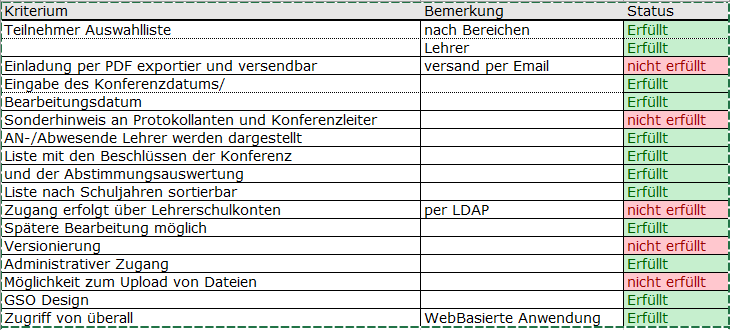 Kriterium Bemerkung Status
Teilnehmer Auswahlliste nach Bereichen Erfüllt
Lehrer Erfüllt
Einladung per PDF exportier und versendbar versand per Email nicht erfüllt
Eingabe des Konferenzdatums/ Erfüllt
Bearbeitungsdatum Erfüllt
Sonderhinweis an Protokollanten und Konferenzleiter nicht erfüllt
AN-/Abwesende Lehrer werden dargestellt Erfüllt
Liste mit den Beschlüssen der Konferenz Erfüllt
und der Abstimmungsauswertung Erfüllt
Liste nach Schuljahren sortierbar Erfüllt
Zugang erfolgt über Lehrerschulkonten per LDAP nicht erfüllt
Spätere Bearbeitung möglich Erfüllt
Versionierung nicht erfüllt
Administrativer Zugang Erfüllt
Möglichkeit zum Upload von Dateien nicht erfüllt
GSO Design Erfüllt
Zugriff von überall WebBasierte Anwendung Erfüllt